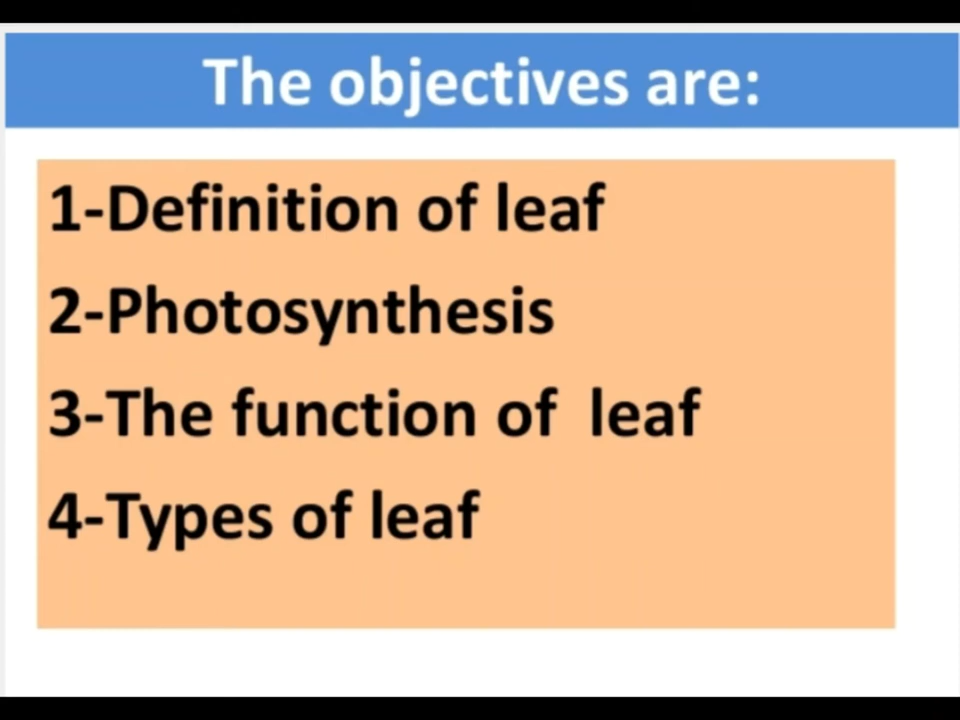 The objectives are:
1-Definition of leaf
2-Photosynthesis
3-The function of  leaf
4-Types of leaf